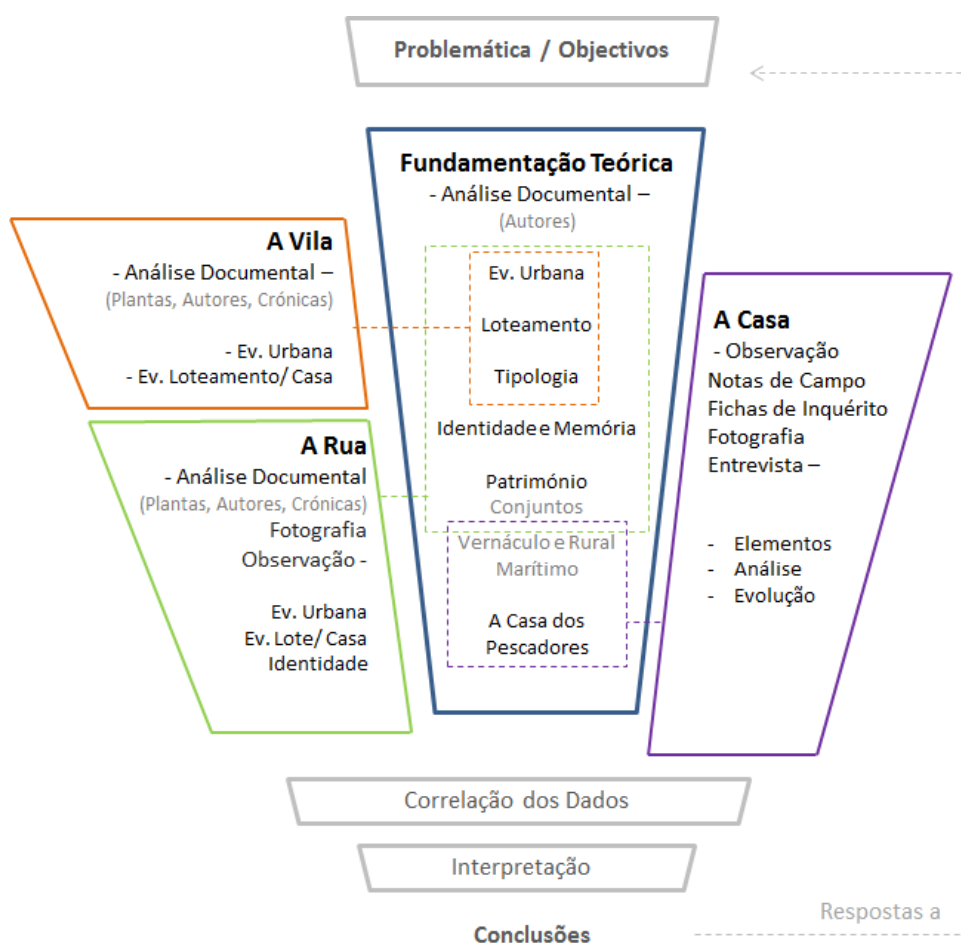 Problemática / Objectivos
Fundamentação Teórica
- Análise Documental –
(Autores)
Ev. Urbana
Loteamento
Tipologia
Identidade e Memória
Património
Conjuntos
Vernáculo e Rural
Marítimo
A Casa dos
Pescadores
A Vila
- Análise Documental –
(Plantas, Autores, Crónicas)
- Ev. Urbana
- Ev. Loteamento/ Casa
A Rua
- Análise Documental
(Plantas, Autores, Crónicas)
Fotografia
Observação -
Ev. Urbana
Ev. Lote/ Casa
Identidade
A Casa
- Observação
Notas de Campo
Fichas de Inquérito
Fotografia
Entrevista –
- Elementos
- Análise
- Evolução
Correlação dos Dados
Interpretação
Conclusões
Respostas a